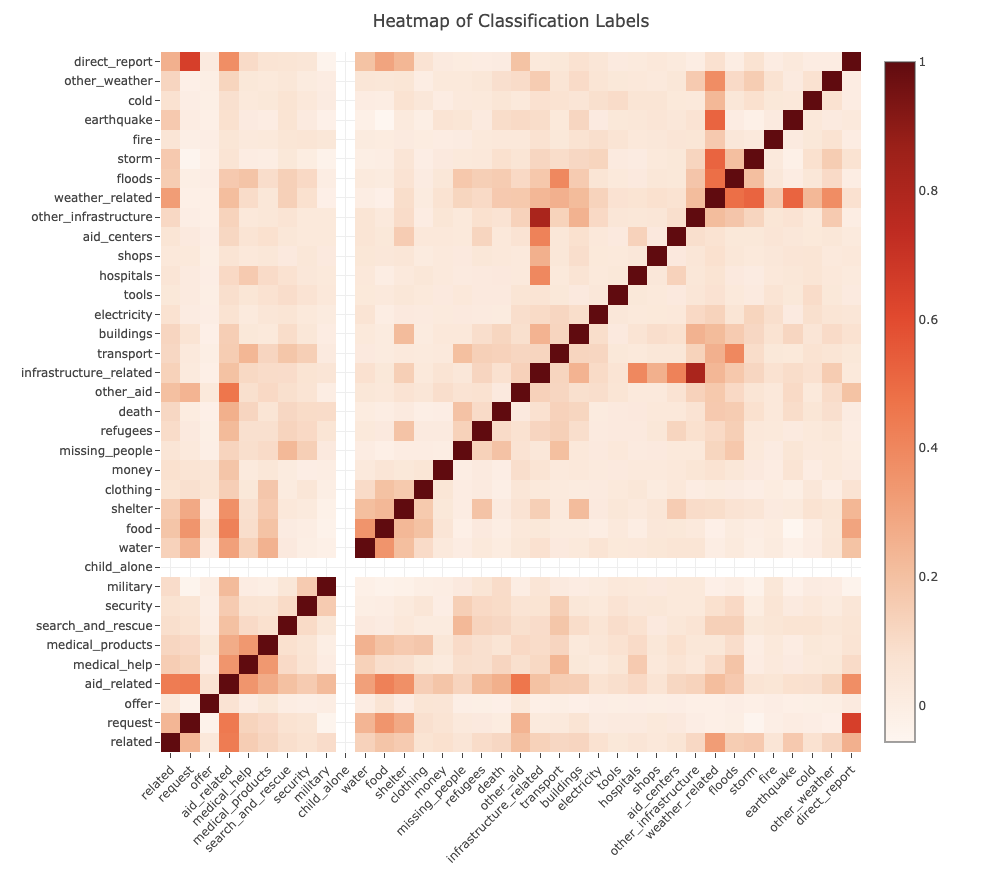 Heatmap of Classification Labels
direct_report
other_weather
cold
earthquake
fire
storm
floods
weather_related
other_infrastructure
aid_centers
shops
hospitals
tools
electricity
buildings
transport
infrastructure_related
other_aid
death
refugees
missing_people
money
clothing
shelter
food
water
child_alone
military
security
search_and_rescue
medical_products
medical_help
aid_related
offer
request
related
related
request
offer
aid_related
medical_help
medical_products
search_and_rescue
security
military
child_alone
water
food
shelter
clothing
money
missing_people
refugees
death
other_aid
infrastructure_related
transport
buildings
electricity
tools
hospitals
shops
aid_centers
other_infrastructure
weather_related
floods
storm
fire
earthquake
cold
other_weather
direct_report
1
0.8
0.6
0.4
0.2
0